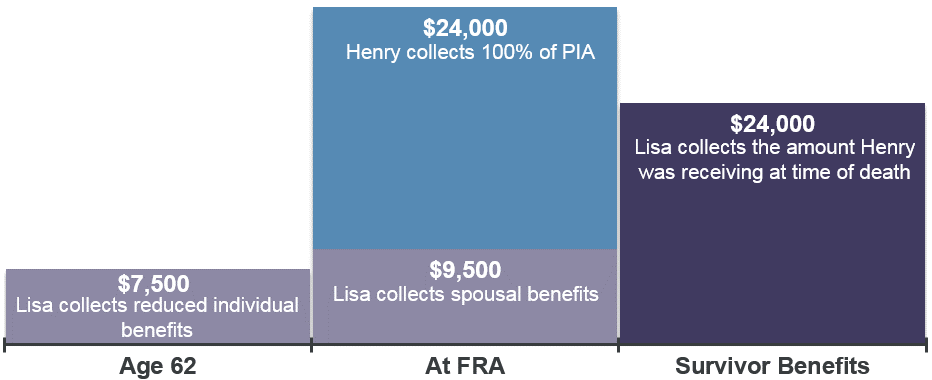 $24,000
Henry collects 100% of PIA
$24,000
Lisa collects the amount Henry
was receiving at time of death
$7,500
Lisa collects reduced individual
benefits
$9,500
Lisa collects spousal benefits
Age 62
At FRA
Survivor Benefits